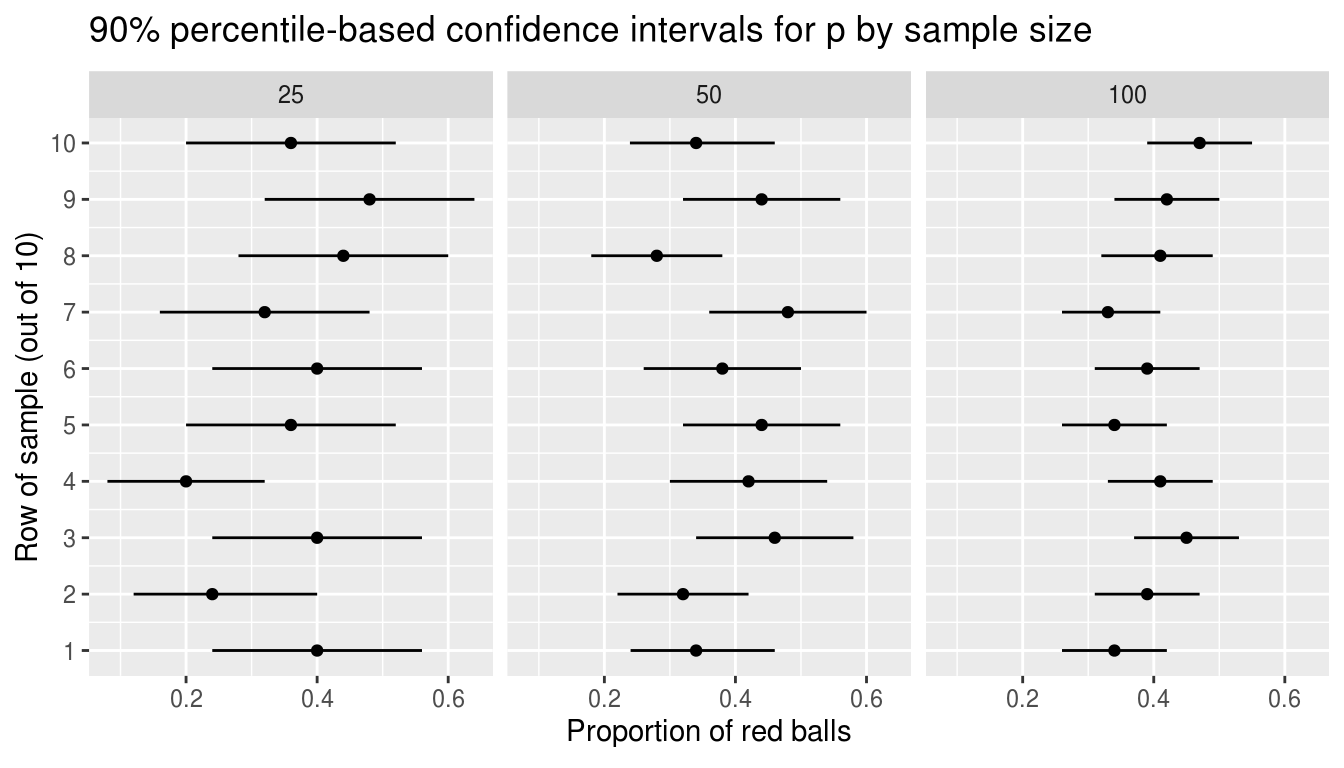 90% percentile-based confidence intervals for p by sample size
25 50 100
Row of sample (out of 10)
10
9
8
7
6
5
4
3
2
1
0.2 0.4 0.6 0.2 0.4 0.6 0.2 0.4 0.6
Proportion of red balls